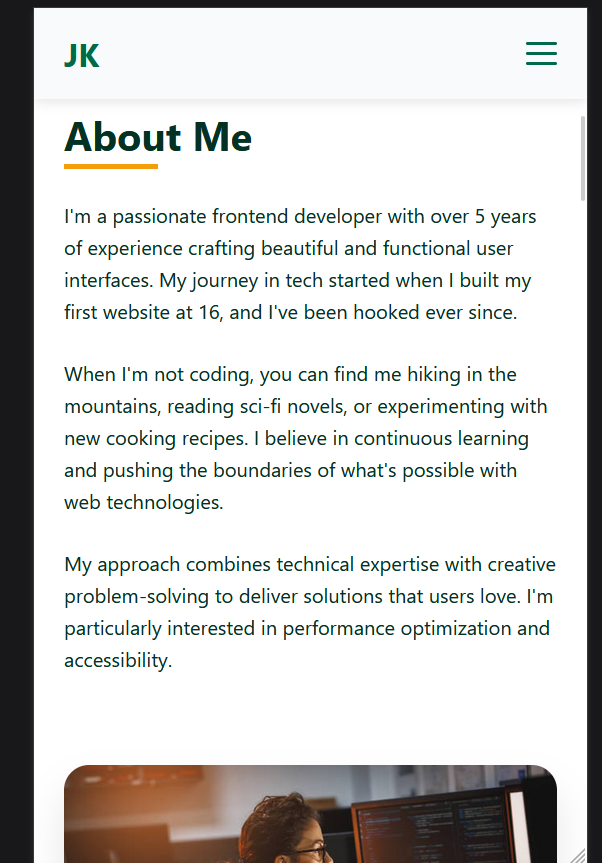 JK
About Me
I'm a passionate frontend developer with over 5 years
of experience crafting beautiful and functional user
interfaces. My journey in tech started when I built my
first website at 16, and I've been hooked ever since.
When I'm not coding, you can find me hiking in the
mountains, reading sci-fi novels, or experimenting with
new cooking recipes. I believe in continuous learning
and pushing the boundaries of what's possible with
web technologies.
My approach combines technical expertise with creative
problem-solving to deliver solutions that users love. I'm
particularly interested in performance optimization and
accessibility.